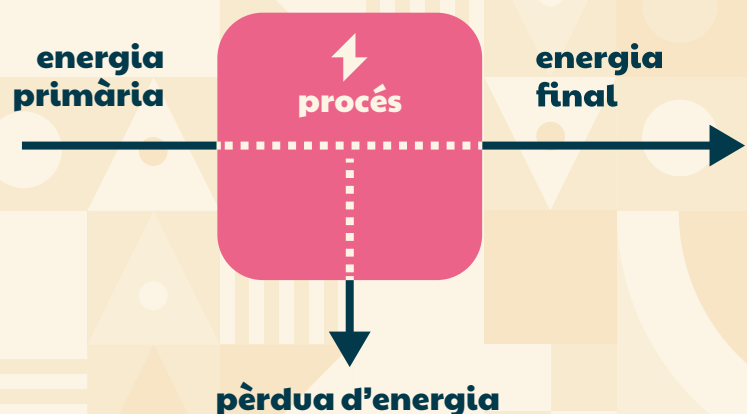 energia
primària
procés
energia
final
pèrdua d’energia